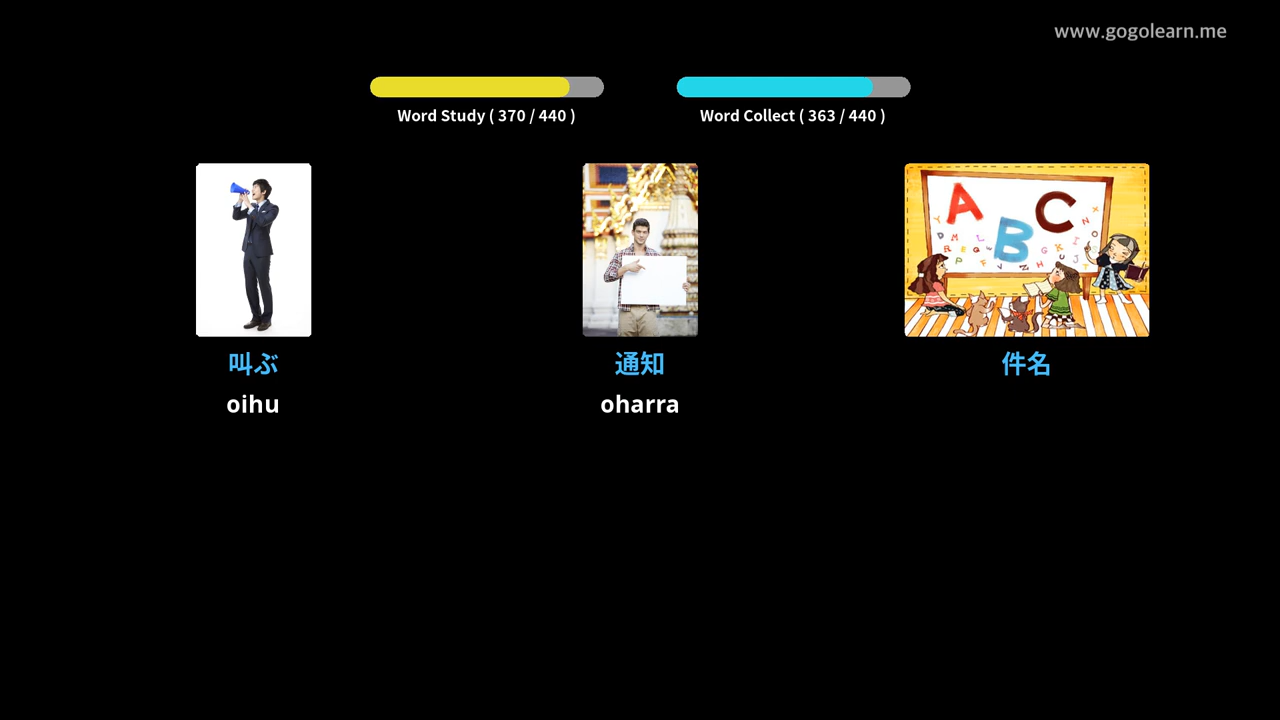 www.gogolearn.me
Word Study ( 370 / 440 )
Word Collect ( 363 / 440 )
A B C
叫ぶ
通知
件名
oihu
oharra